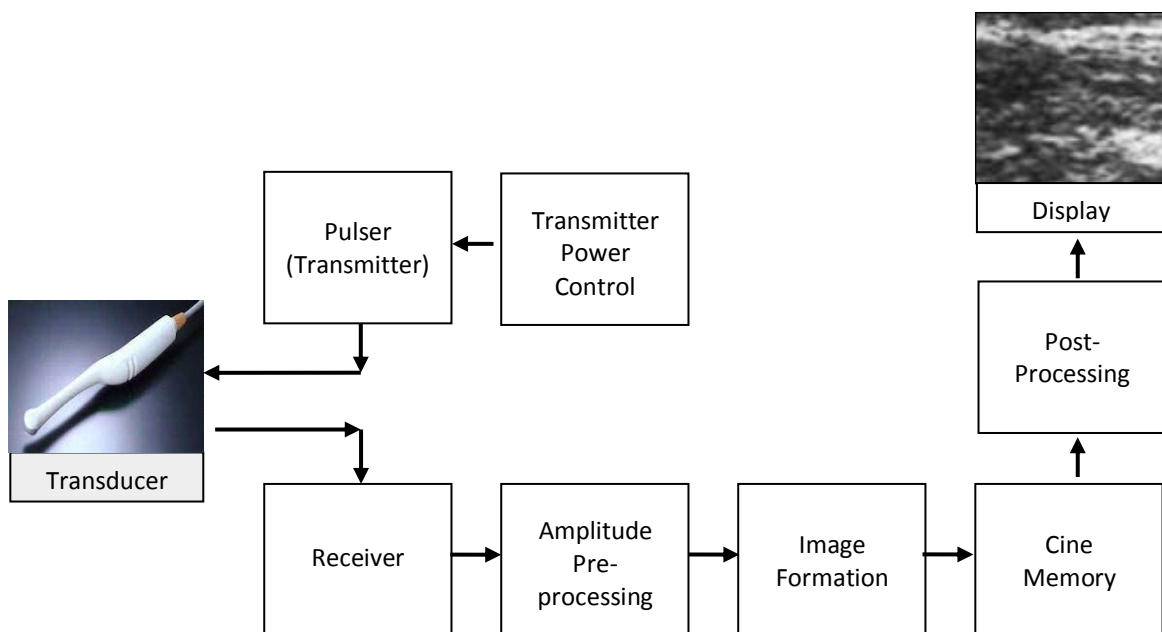 Pulser
(Transmitter)
Transmitter
Power
Control
Display
Post-
Processing
Transducer
Receiver
Amplitude
Pre-
processing
Image
Formation
Cine
Memory